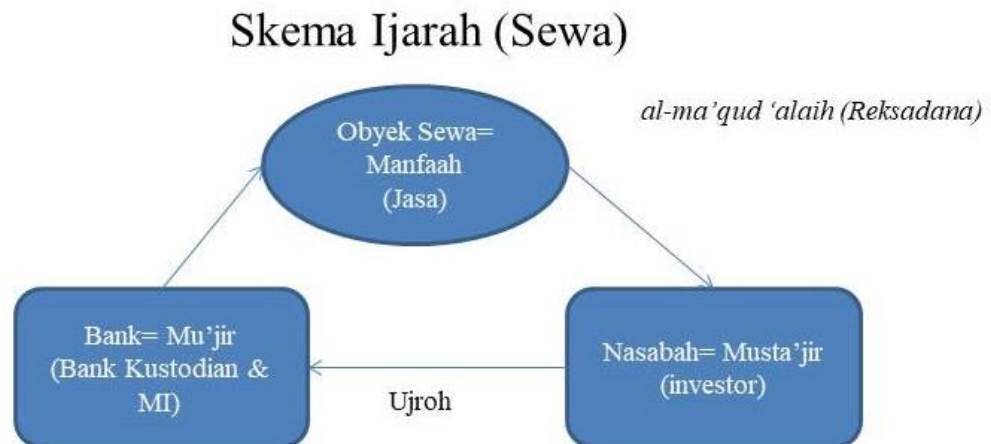 Skema Ijarah (Sewa)
al-ma’qud ‘alaih (Reksadana)
Obyek Sewa=
Manfaah
(Jasa)
Bank= Mu’jir
(Bank Kustodian &
MI)
Nasabah= Musta’jir
(investor)
Ujroh